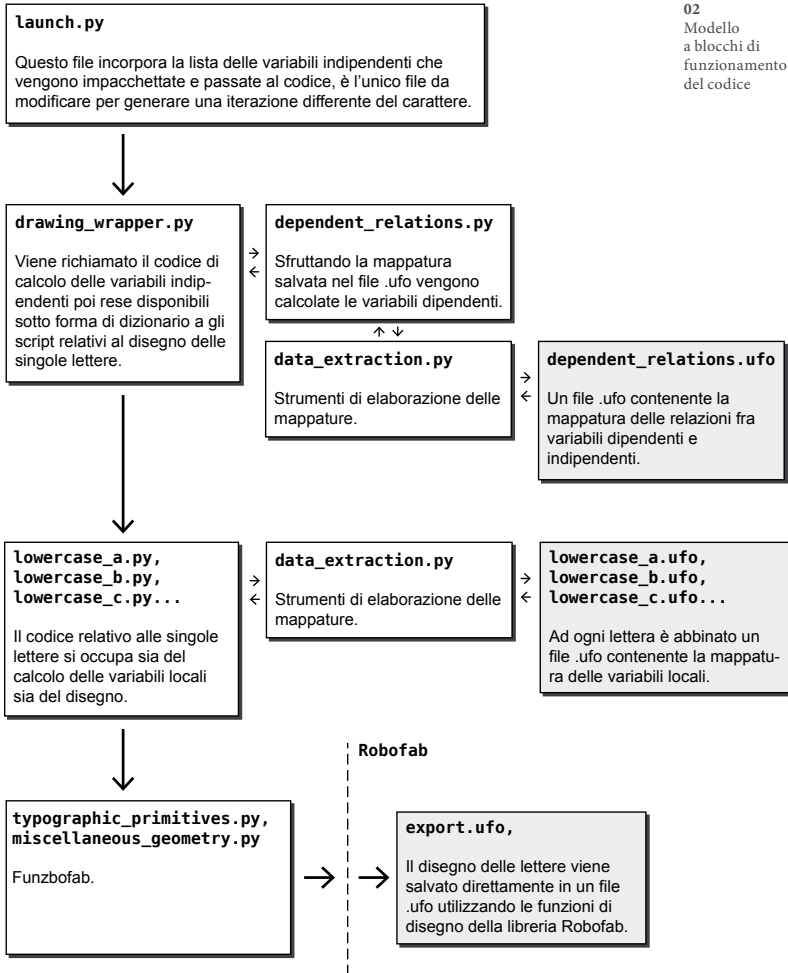 launch.py
Questo file incorpora la lista delle variabili indipendenti che
vengono impacchettate e passate al codice, è l'unico file da
modificare per generare una iterazione differente del carattere.
02
Modello
a blocchi di
funzionamento
del codice
drawing_wrapper.py
Viene richiamato il codice di
calcolo delle variabili indip-
endenti poi rese disponibili
sotto forma di dizionario a gli
script relativi al disegno delle
singole lettere.
dependent_relations.py
Sfruttando la mappatura
salvata nel file .ufo vengono
calcolate le variabili dipendenti.
data_extraction.py
Strumenti di elaborazione delle
mappature.
dependent_relations.ufo
Un file .ufo contenente la
mappatura delle relazioni fra
variabili dipendenti e
indipendenti.
lowercase_a.py,
lowercase_b.py,
lowercase_c.py...
Il codice relativo alle singole
lettere si occupa sia del
calcolo delle variabili locali
sia del disegno.
data_extraction.py
Strumenti di elaborazione delle
mappature.
lowercase_a.ufo,
lowercase_b.ufo,
lowercase_c.ufo...
Ad ogni lettera è abbinato un
file .ufo contenente la mappatu-
ra delle variabili locali.
Robofab
typographic_primitives.py,
miscellaneous_geometry.py
Funzbofab.
export.ufo,
Il disegno delle lettere viene
salvato direttamente in un file
.ufo utilizzando le funzioni di
disegno della libreria Robofab.